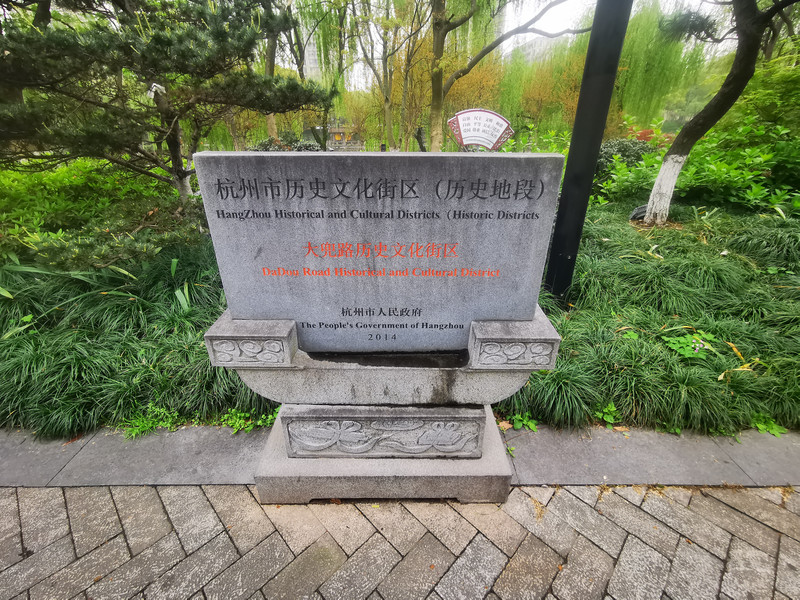 杭州市历史文化街区（历史地段）
HangZhou Historical and Cultural Districts（Historic Districts
大兜路历史文化街区
DaDou Road Historical and Cultural District
杭州市人民政府
The People's Government of Hangzhou
2014